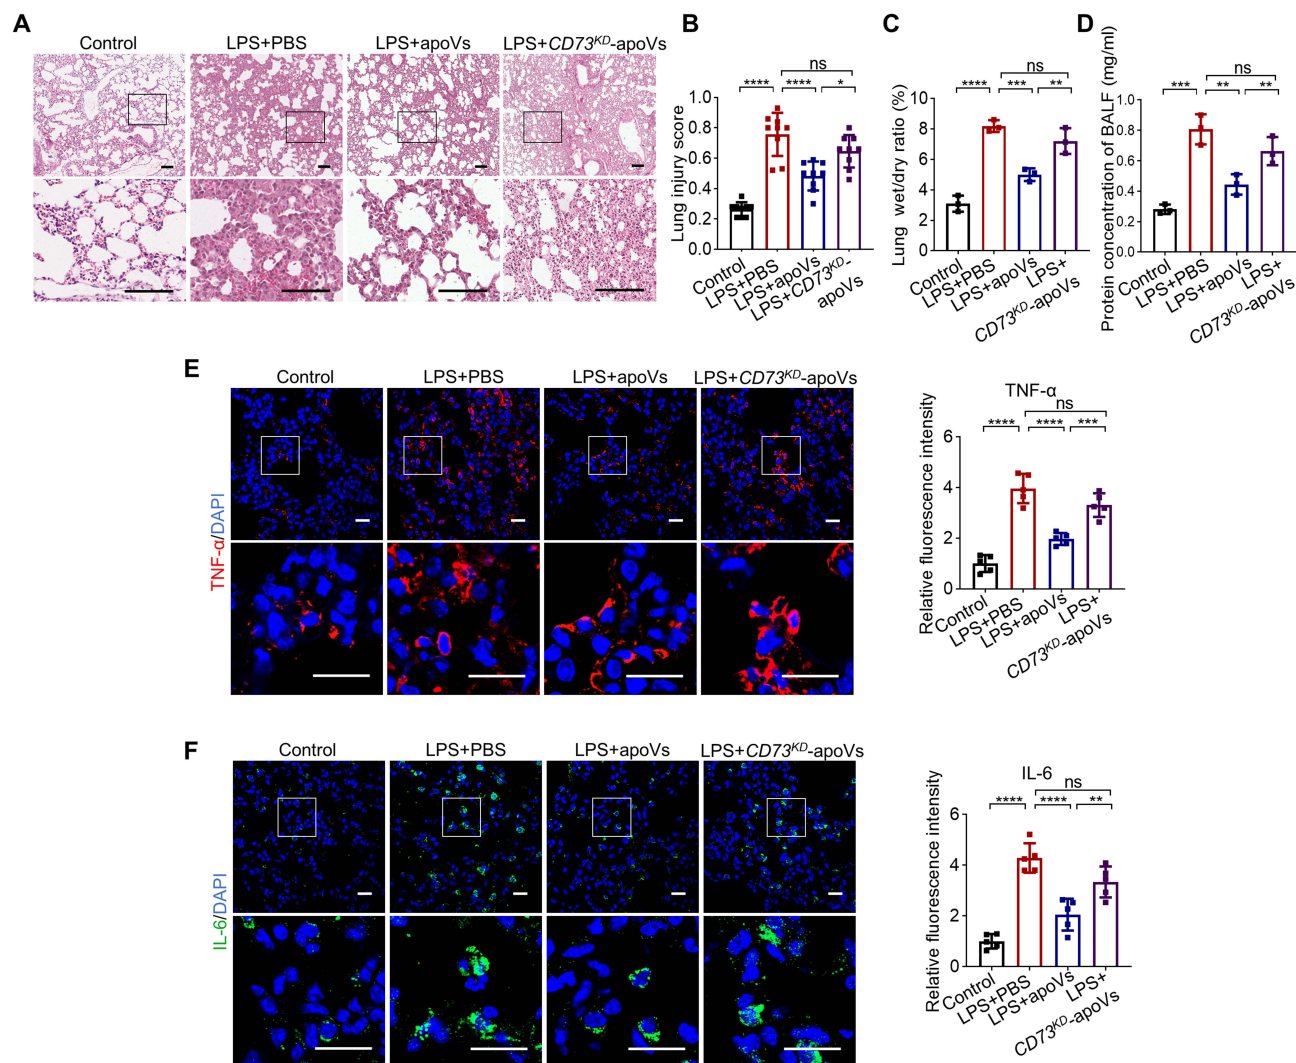 A
Control
LPS+PBS
LPS+apoVs
LPS+CD73KD-apoVs
B
Lung injury score
1.0
0.8
0.6
0.4
0.2
0.0
ns
**** **** *
Control
LPS+PBS
LPS+apoVs
LPS+CD73KD-
apoVs
C
Lung wet/dry ratio (%)
10
8
6
4
2
0
ns
**** *** **
Control
LPS+PBS
LPS+apoVs
LPS+
CD73KD-apoVs
D
Protein concentration of BALF (mg/ml)
1.0
0.8
0.6
0.4
0.2
0.0
ns
*** ** **
Control
LPS+PBS
LPS+apoVs
LPS+
CD73KD-apoVs
E
Control
LPS+PBS
LPS+apoVs
LPS+CD73KD-apoVs
TNF-α/DAPI
TNF-α
Relative fluorescence intensity
6
4
2
0
ns
**** **** ***
Control
LPS+PBS
LPS+apoVs
LPS+
CD73KD-apoVs
F
Control
LPS+PBS
LPS+apoVs
LPS+CD73KD-apoVs
IL-6/DAPI
IL-6
Relative fluorescence intensity
6
4
2
0
ns
**** **** **
Control
LPS+PBS
LPS+apoVs
LPS+
CD73KD-apoVs